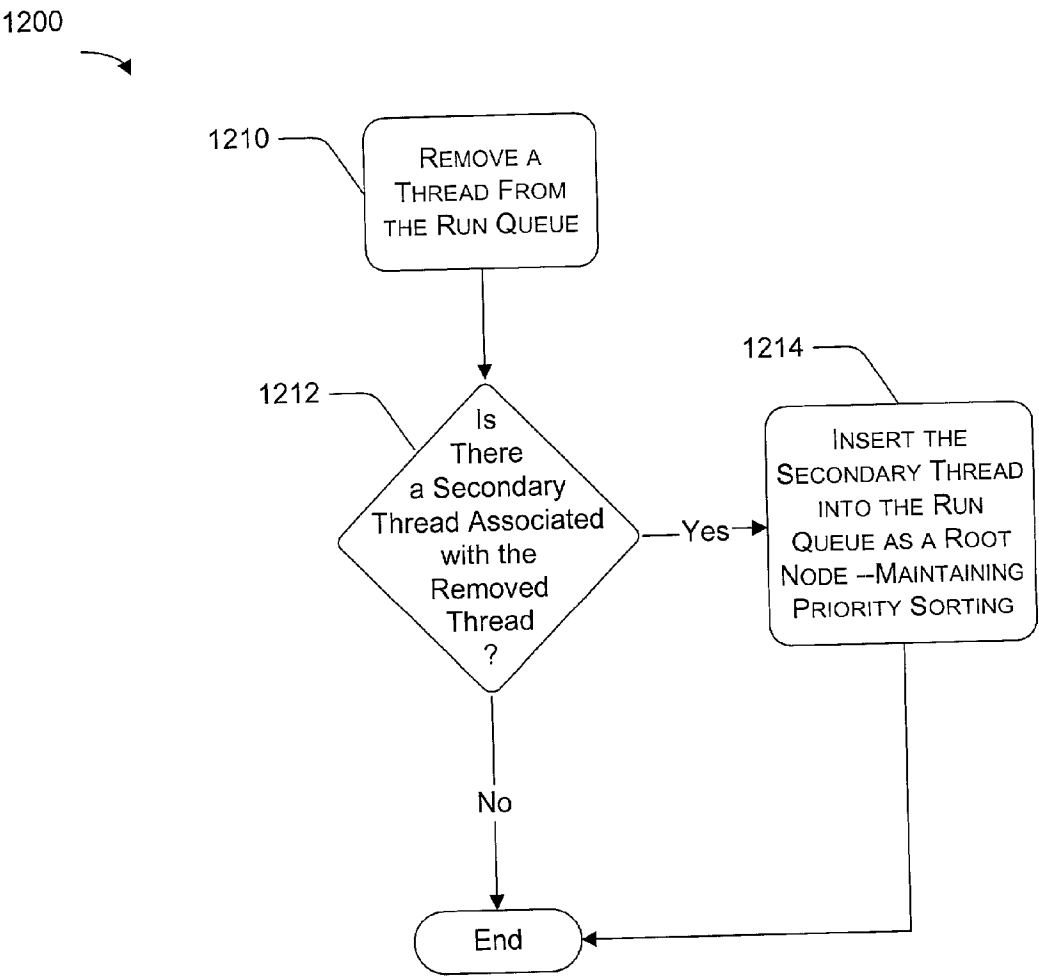 1200
1210
REMOVE A
THREAD FROM
THE RUN QUEUE
1212
Is
There
a Secondary
Thread Associated
with the
Removed
Thread
?
Yes
1214
INSERT THE
SECONDARY THREAD
INTO THE RUN
QUEUE AS A ROOT
NODE –MAINTAINING
PRIORITY SORTING
No
End